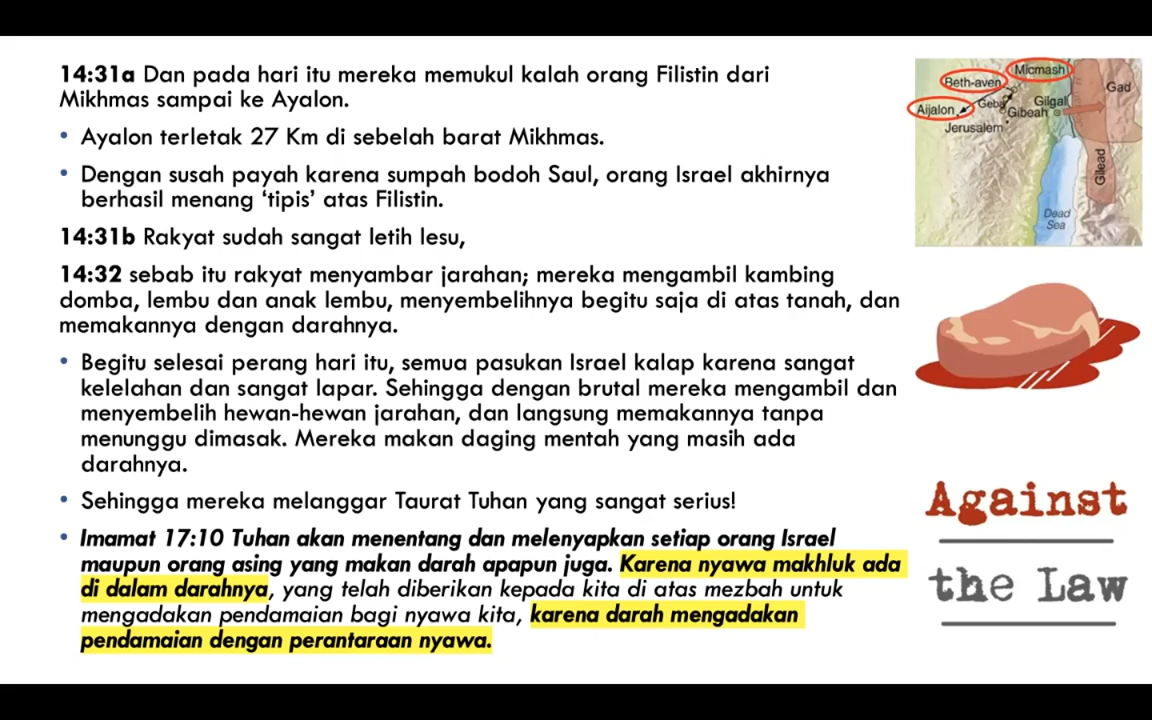 14:31a Dan pada hari itu mereka memukul kalah orang Filistin dari
Mikhmas sampai ke Ayalon.
• Ayalon terletak 27 Km di sebelah barat Mikhmas.
• Dengan susah payah karena sumpah bodoh Saul, orang Israel akhirnya
berhasil menang ‘tipis’ atas Filistin.
14:31b Rakyat sudah sangat letih lesu,
14:32 sebab itu rakyat menyambar jarahan; mereka mengambil kambing
domba, lembu dan anak lembu, menyembelihnya begitu saja di atas tanah, dan
memakannya dengan darahnya.
• Begitu selesai perang hari itu, semua pasukan Israel kalap karena sangat
kelelahan dan sangat lapar. Sehingga dengan brutal mereka mengambil dan
menyembelih hewan-hewan jarahan, dan langsung memakannya tanpa
menunggu dimasak. Mereka makan daging mentah yang masih ada
darahnya.
• Sehingga mereka melanggar Taurat Tuhan yang sangat serius!
• Imamat 17:10 Tuhan akan menentang dan melenyapkan setiap orang Israel
maupun orang asing yang makan darah apapun juga. Karena nyawa makhluk ada
di dalam darahnya, yang telah diberikan kepada kita di atas mezbah untuk
mengadakan pendamaian bagi nyawa kita, karena darah mengadakan
pendamaian dengan perantaraan nyawa.
Micmash
Beth-aven
Gad
Aijalon
Geba
Gilgal
Gibeah
Jerusalem
Gilead
Dead
Sea
Against
the Law